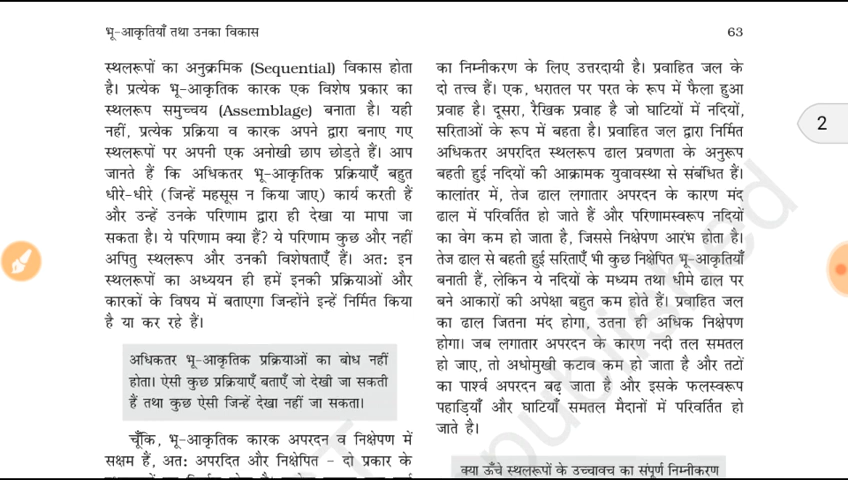 भू-आकृतियाँ तथा उनका विकास
63
स्थलरूपों का अनुक्रमिक (Sequential) विकास होता
है। प्रत्येक भू-आकृतिक कारक एक विशेष प्रकार का
स्थलरूप समुच्चय (Assemblage) बनाता है। यही
नहीं, प्रत्येक प्रक्रिया व कारक अपने द्वारा बनाए गए
स्थलरूपों पर अपनी एक अनोखी छाप छोड़ते हैं। आप
जानते हैं कि अधिकतर भू-आकृतिक प्रक्रियाएँ बहुत
धीरे-धीरे (जिन्हें महसूस न किया जाए) कार्य करती हैं
और उन्हें उनके परिणाम द्वारा ही देखा या मापा जा
सकता है। ये परिणाम क्या हैं? ये परिणाम कुछ और नहीं
अपितु स्थलरूप और उनकी विशेषताएँ हैं। अतः इन
स्थलरूपों का अध्ययन ही हमें इनकी प्रक्रियाओं और
कारकों के विषय में बताएगा जिन्होंने इन्हें निर्मित किया
है या कर रहे हैं।
अधिकतर भू-आकृतिक प्रक्रियाओं का बोध नहीं
होता। ऐसी कुछ प्रक्रियाएँ बताएँ जो देखी जा सकती
हैं तथा कुछ ऐसी जिन्हें देखा नहीं जा सकता।
चूँकि, भू-आकृतिक कारक अपरदन व निक्षेपण में
सक्षम हैं, अतः अपरदित और निक्षेपित - दो प्रकार के
का निम्नीकरण के लिए उत्तरदायी है। प्रवाहित जल के
दो तत्त्व हैं। एक, धरातल पर परत के रूप में फैला हुआ
प्रवाह है। दूसरा, रैखिक प्रवाह है जो घाटियों में नदियों,
सरिताओं के रूप में बहता है। प्रवाहित जल द्वारा निर्मित
अधिकतर अपरदित स्थलरूप ढाल प्रवणता के अनुरूप
बहती हुई नदियों की आक्रामक युवावस्था से संबंधित हैं।
कालांतर में, तेज ढाल लगातार अपरदन के कारण मंद
ढाल में परिवर्तित हो जाते हैं और परिणामस्वरूप नदियों
का वेग कम हो जाता है, जिससे निक्षेपण आरंभ होता है।
तेज ढाल से बहती हुई सरिताएँ भी कुछ निक्षेपित भू-आकृतियाँ
बनाती हैं, लेकिन ये नदियों के मध्यम तथा धीमे ढाल पर
बने आकारों की अपेक्षा बहुत कम होते हैं। प्रवाहित जल
का ढाल जितना मंद होगा, उतना ही अधिक निक्षेपण
होगा। जब लगातार अपरदन के कारण नदी तल समतल
हो जाए, तो अधोमुखी कटाव कम हो जाता है और तटों
का पार्श्व अपरदन बढ़ जाता है और इसके फलस्वरूप
पहाड़ियाँ और घाटियाँ समतल मैदानों में परिवर्तित हो
जाते है।
क्या ऊँचे स्थलरूपों के उच्चावच का संपूर्ण निम्नीकरण
2
published